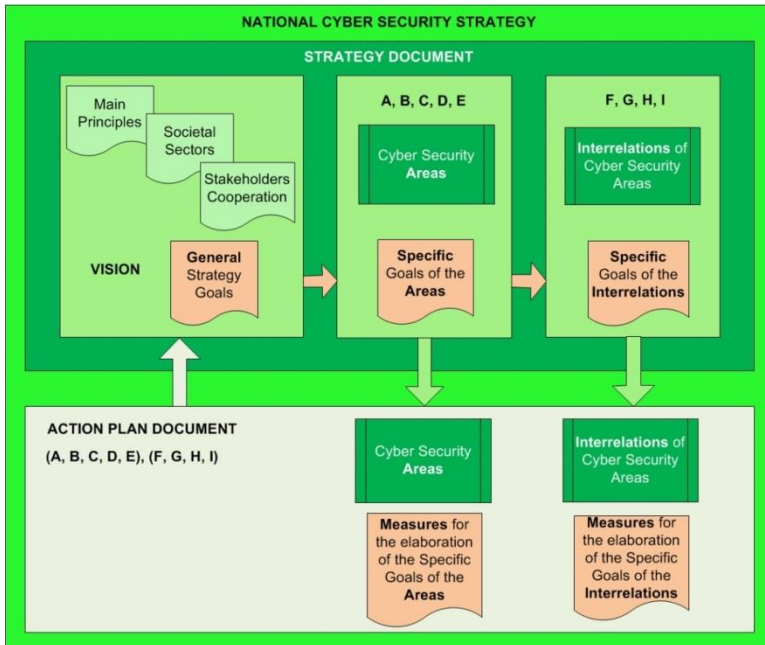 NATIONAL CYBER SECURITY STRATEGY
STRATEGY DOCUMENT
Main
Principles
Societal
Sectors
Stakeholders
Cooperation
VISION
General
Strategy
Goals
A, B, C, D, E
Cyber Security
Areas
Specific
Goals of the
Areas
F, G, H, I
Interrelations of
Cyber Security
Areas
Specific
Goals of the
Interrelations
ACTION PLAN DOCUMENT
(A, B, C, D, E), (F, G, H, I)
Cyber Security
Areas
Measures for
the elaboration
of the Specific
Goals of the
Areas
Interrelations of
Cyber Security
Areas
Measures for
the elaboration
of the Specific
Goals of the
Interrelations